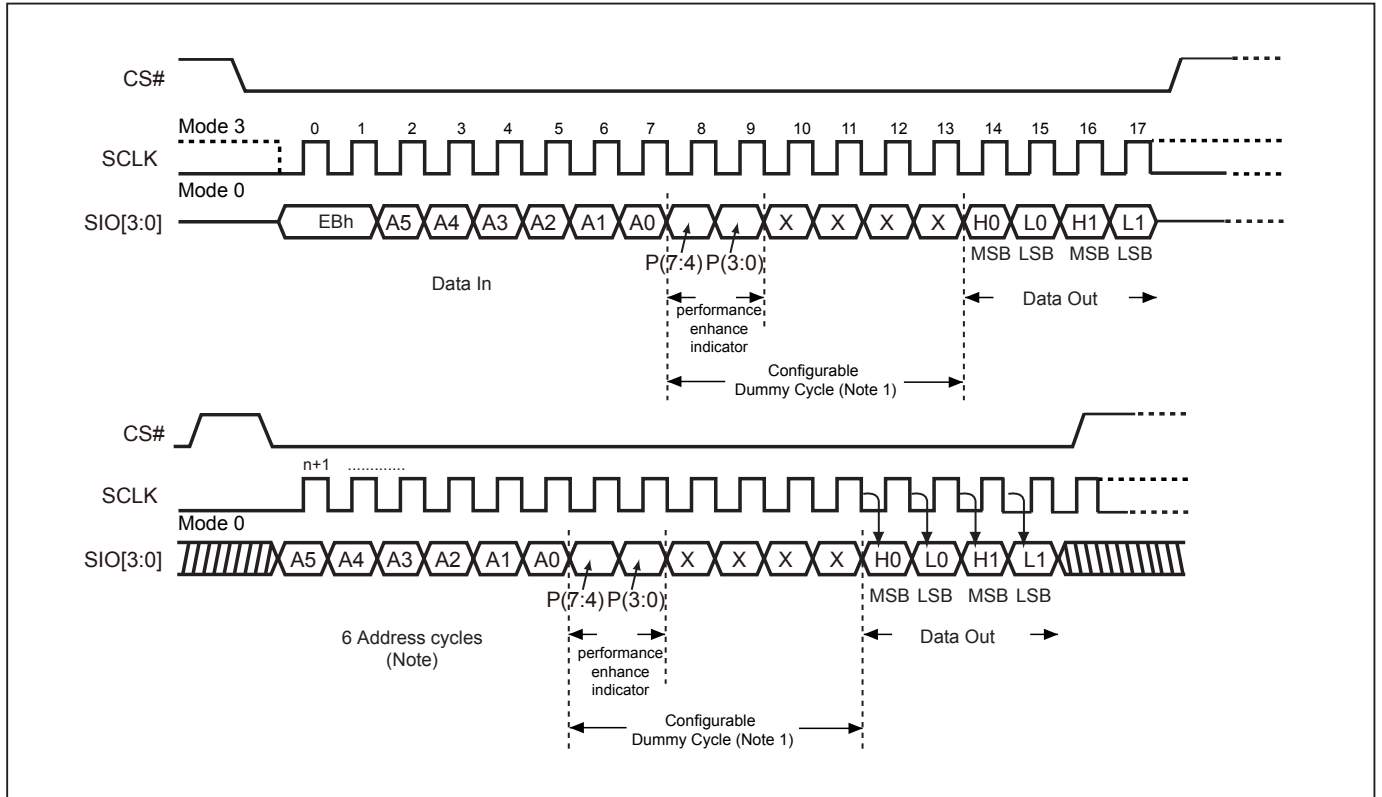 CS#
Mode 3
0 1 2 3 4 5 6 7 8 9 10 11 12 13 14 15 16 17
SCLK
Mode 0
SIO[3:0]
EBh A5 A4 A3 A2 A1 A0 X X X X H0 L0 H1 L1
MSB LSB MSB LSB
P(7:4) P(3:0)
Data In
Data Out
performance
enhance
indicator
Configurable
Dummy Cycle (Note 1)
CS#
n+1 .............
SCLK
Mode 0
SIO[3:0]
A5 A4 A3 A2 A1 A0 X X X X H0 L0 H1 L1
P(7:4) P(3:0)
MSB LSB MSB LSB
6 Address cycles
(Note)
Data Out
performance
enhance
indicator
Configurable
Dummy Cycle (Note 1)